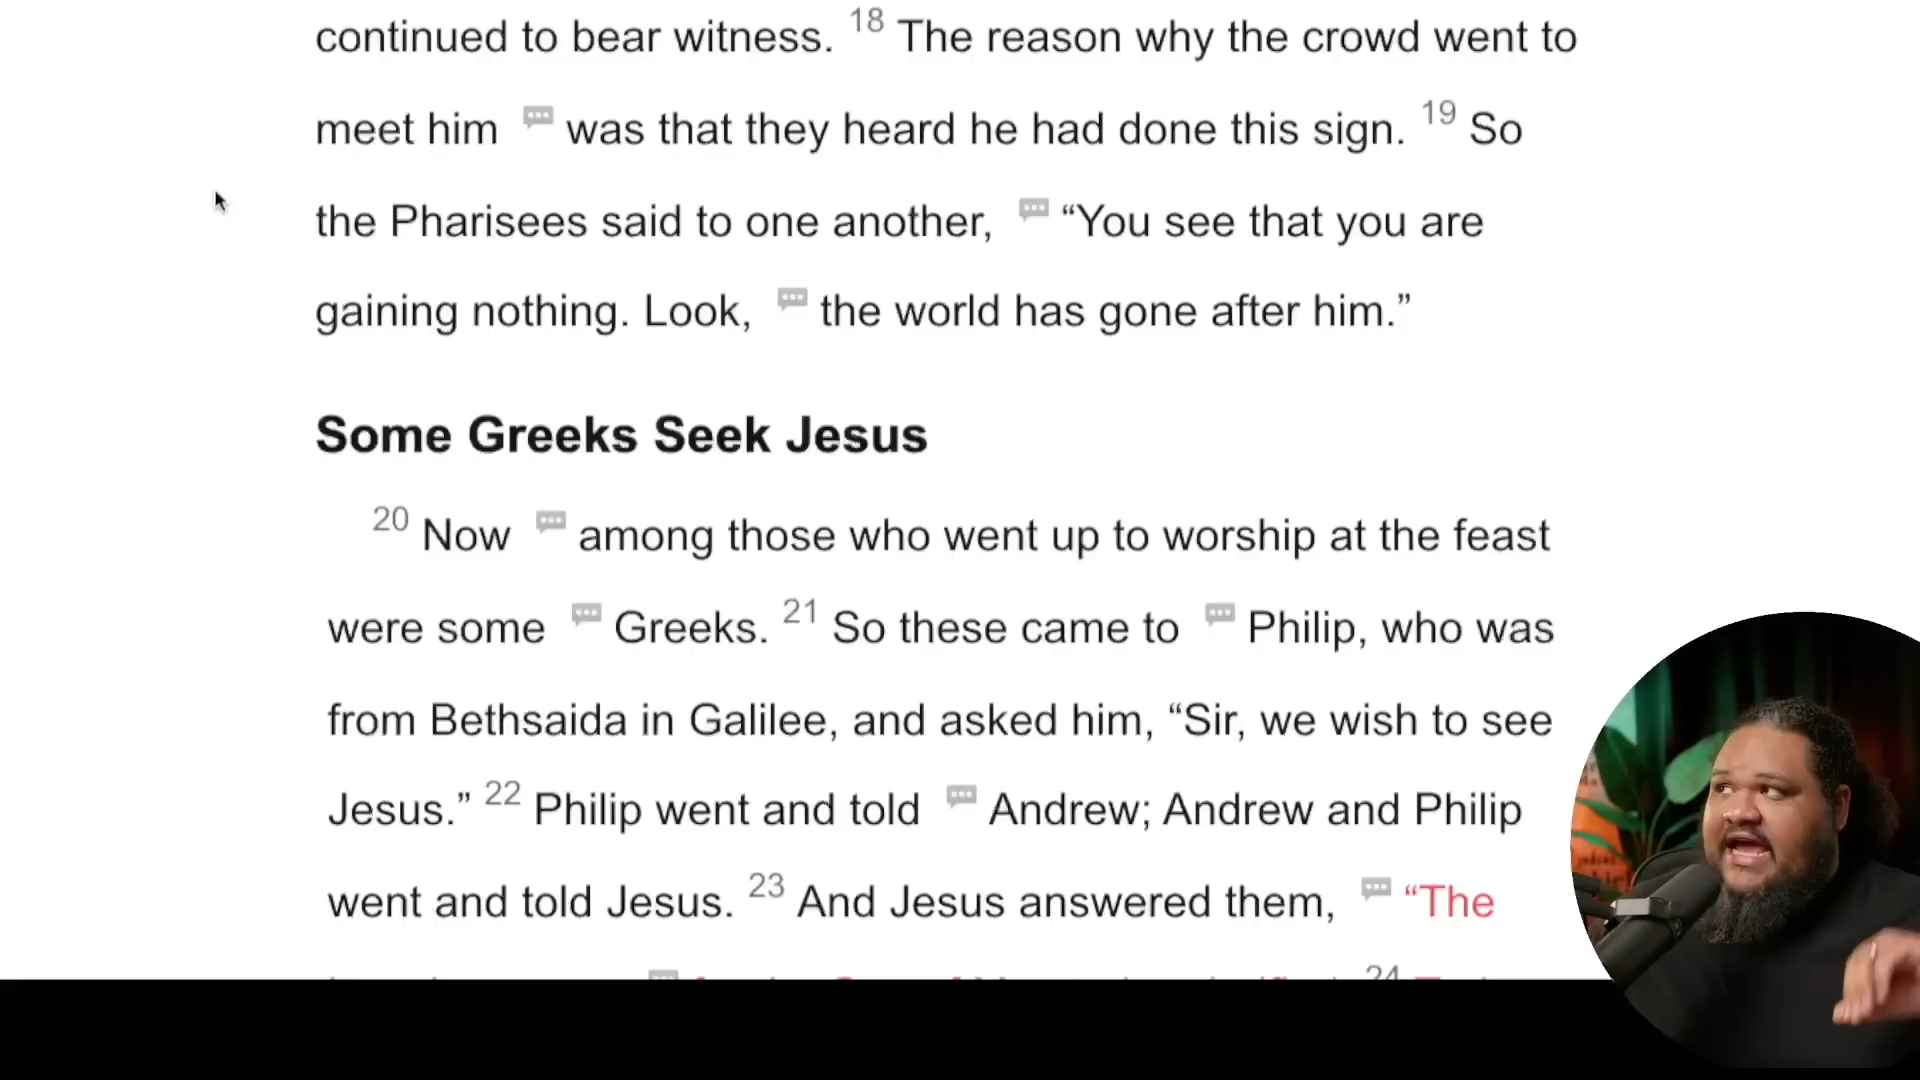 continued to bear witness. 18 The reason why the crowd went to
meet him was that they heard he had done this sign. 19 So
the Pharisees said to one another, “You see that you are
gaining nothing. Look, the world has gone after him.”
Some Greeks Seek Jesus
20 Now among those who went up to worship at the feast
were some Greeks. 21 So these came to Philip, who was
from Bethsaida in Galilee, and asked him, “Sir, we wish to see
Jesus.” 22 Philip went and told Andrew; Andrew and Philip
went and told Jesus. 23 And Jesus answered them, “The
24